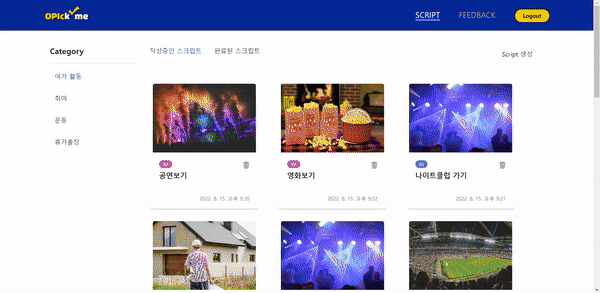 OPIck me
SCRIPT
FEEDBACK
Logout
Category
여가 활동
취미
운동
휴가출장
작성중인 스크립트
완료된 스크립트
Script 생성
공연보기
2022. 8. 15. 오후 9:30
영화보기
2022. 8. 15. 오후 9:22
나이트클럽 가기
2022. 8. 15. 오후 9:21